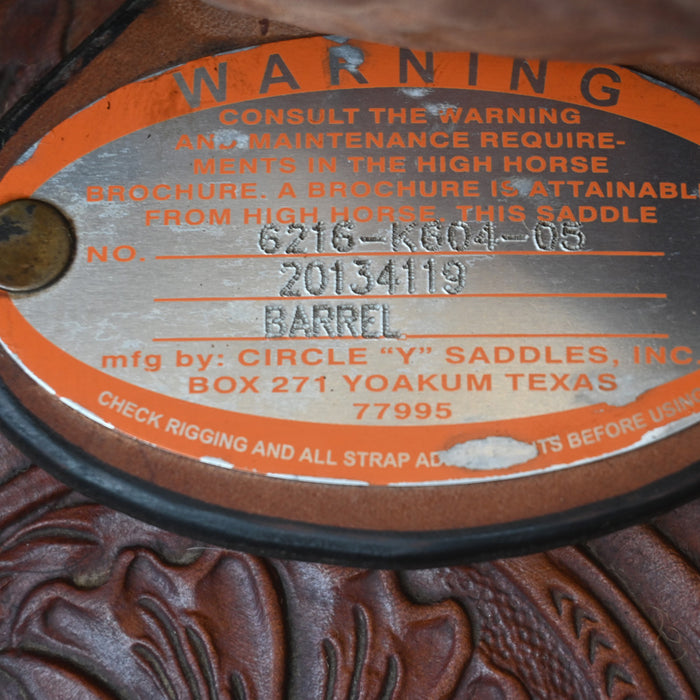 WARNING
CONSULT THE WARNING
AND MAINTENANCE REQUIRE-
MENTS IN THE HIGH HORSE
BROCHURE. A BROCHURE IS ATTAINABL
FROM HIGH HORSE. THIS SADDLE
NO. 6216-K604-05
20134119
BARREL
mfg by: CIRCLE "Y" SADDLES, INC.
BOX 271 YOAKUM TEXAS
77995
CHECK RIGGING AND ALL STRAP AD TS BEFORE USING